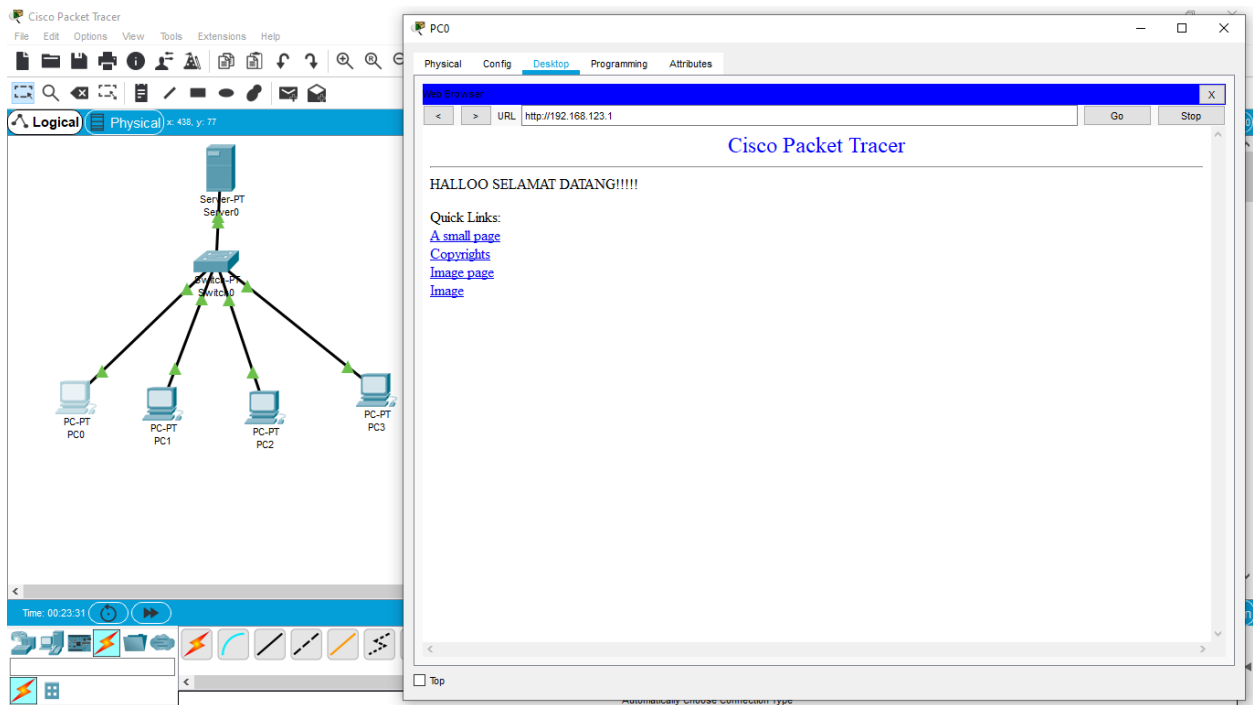 Cisco Packet Tracer
File Edit Options View Tools Extensions Help
Logical
Physical
x: 438, y: 77
Server-PT
Server0
Switch-PT
Switch0
PC-PT
PC0
PC-PT
PC1
PC-PT
PC2
PC-PT
PC3
Time: 00:23:31
PC0
Physical Config Desktop Programming Attributes
Web Browser
X
< > URL http://192.168.123.1 Go Stop
Cisco Packet Tracer
HALLOO SELAMAT DATANG!!!!!
Quick Links:
A small page
Copyrights
Image page
Image
Top
Automatically Choose Connection Type